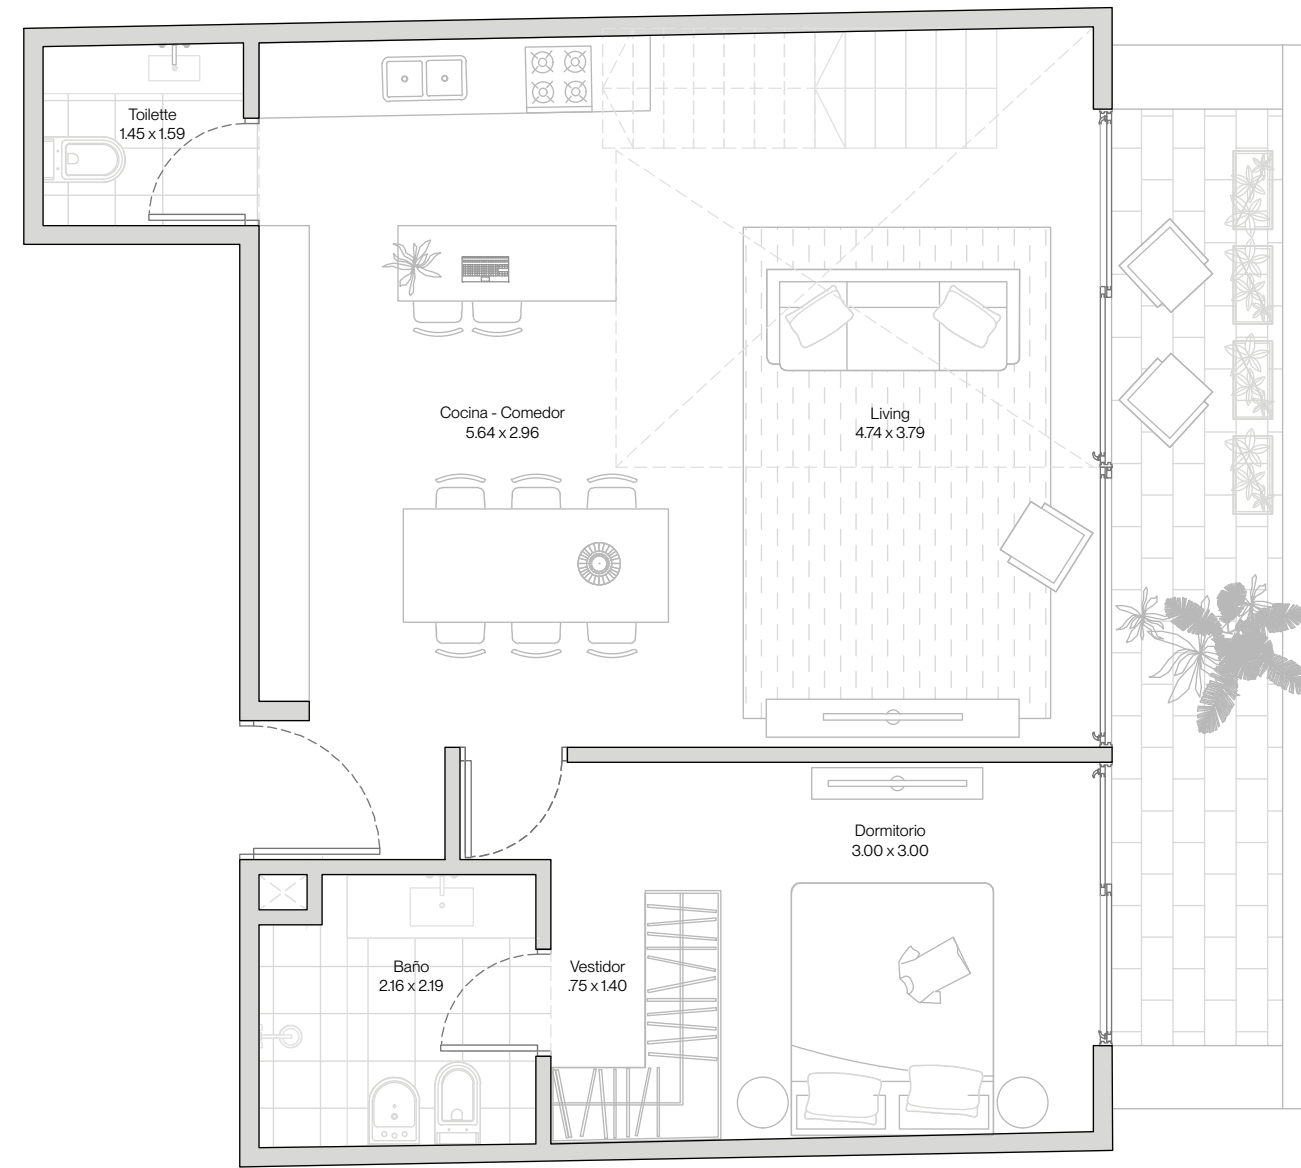 Toilette
1.45 x 1.59
Cocina - Comedor
5.64 x 2.96
Living
4.74 x 3.79
Dormitorio
3.00 x 3.00
Baño
2.16 x 2.19
Vestidor
.75 x 1.40